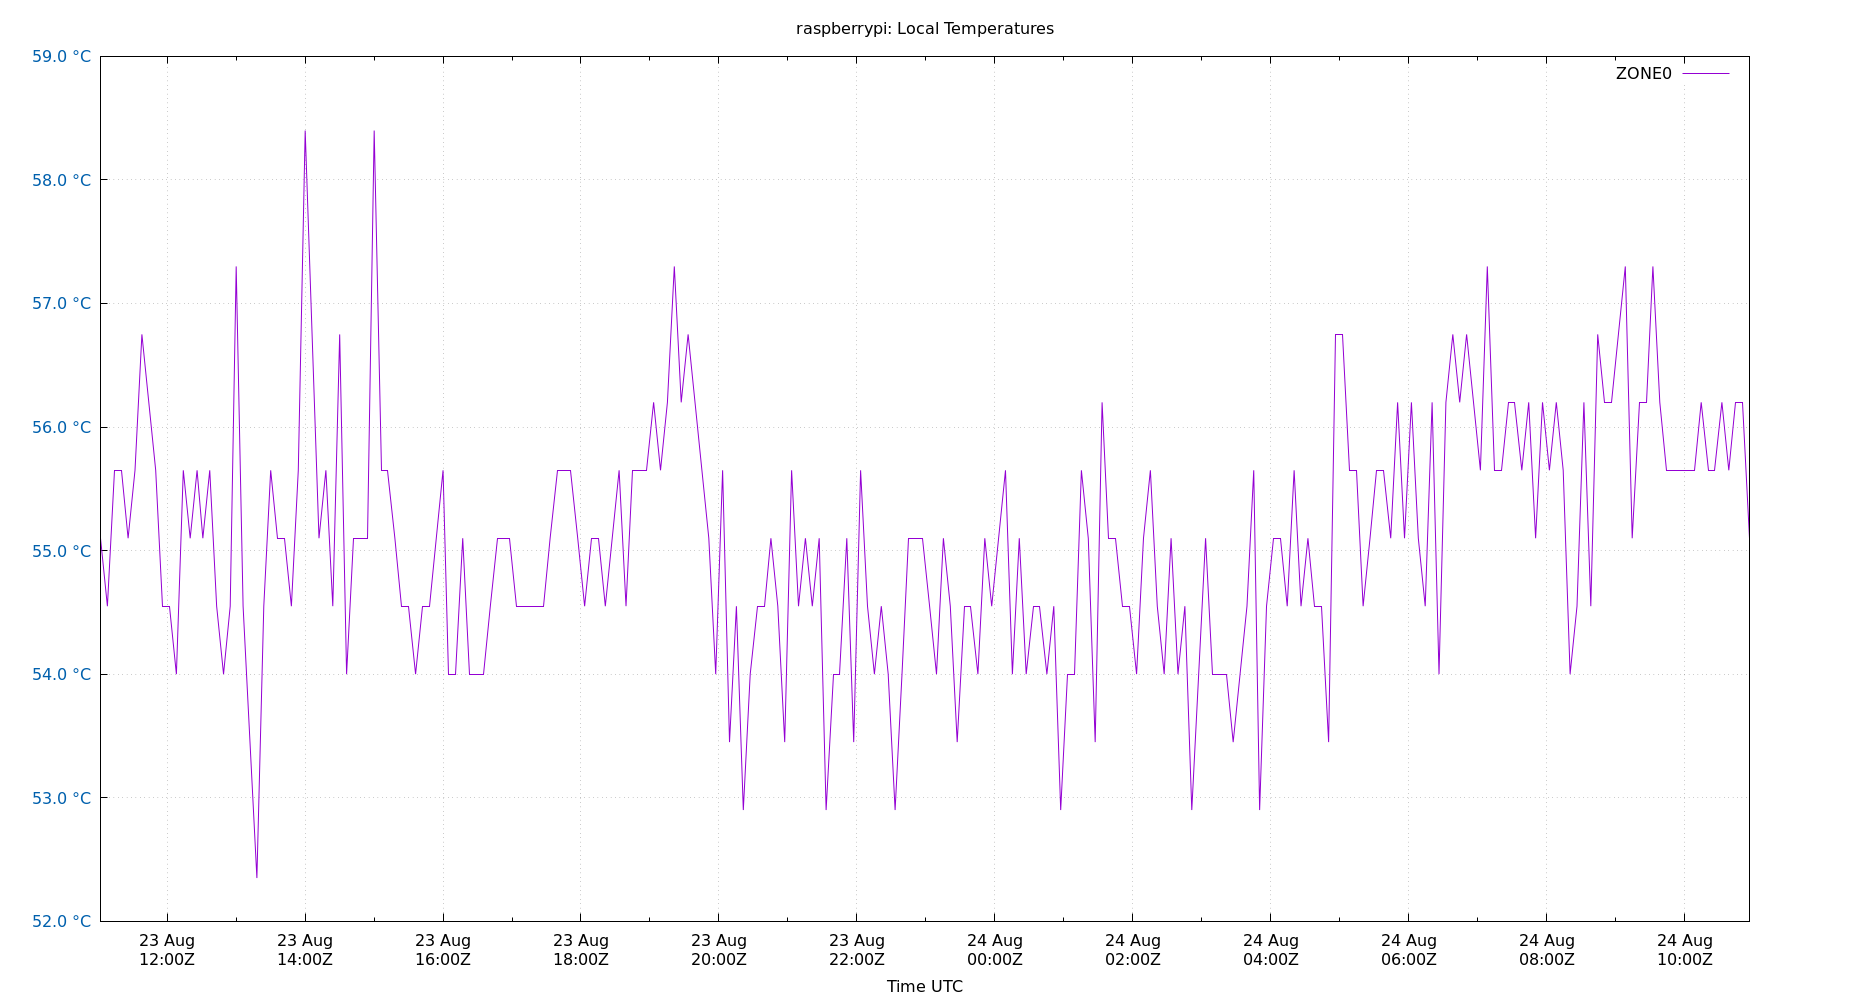 raspberrypi: Local Temperatures
59.0 °C
ZONE0
58.0 °C
57.0 °C
56.0 °C
55.0 °C
54.0 °C
53.0 °C
52.0 °C
23 Aug 23 Aug 23 Aug 23 Aug 23 Aug 23 Aug 24 Aug 24 Aug 24 Aug 24 Aug 24 Aug 24 Aug
12:00Z 14:00Z 16:00Z 18:00Z 20:00Z 22:00Z 00:00Z 02:00Z 04:00Z 06:00Z 08:00Z 10:00Z
Time UTC